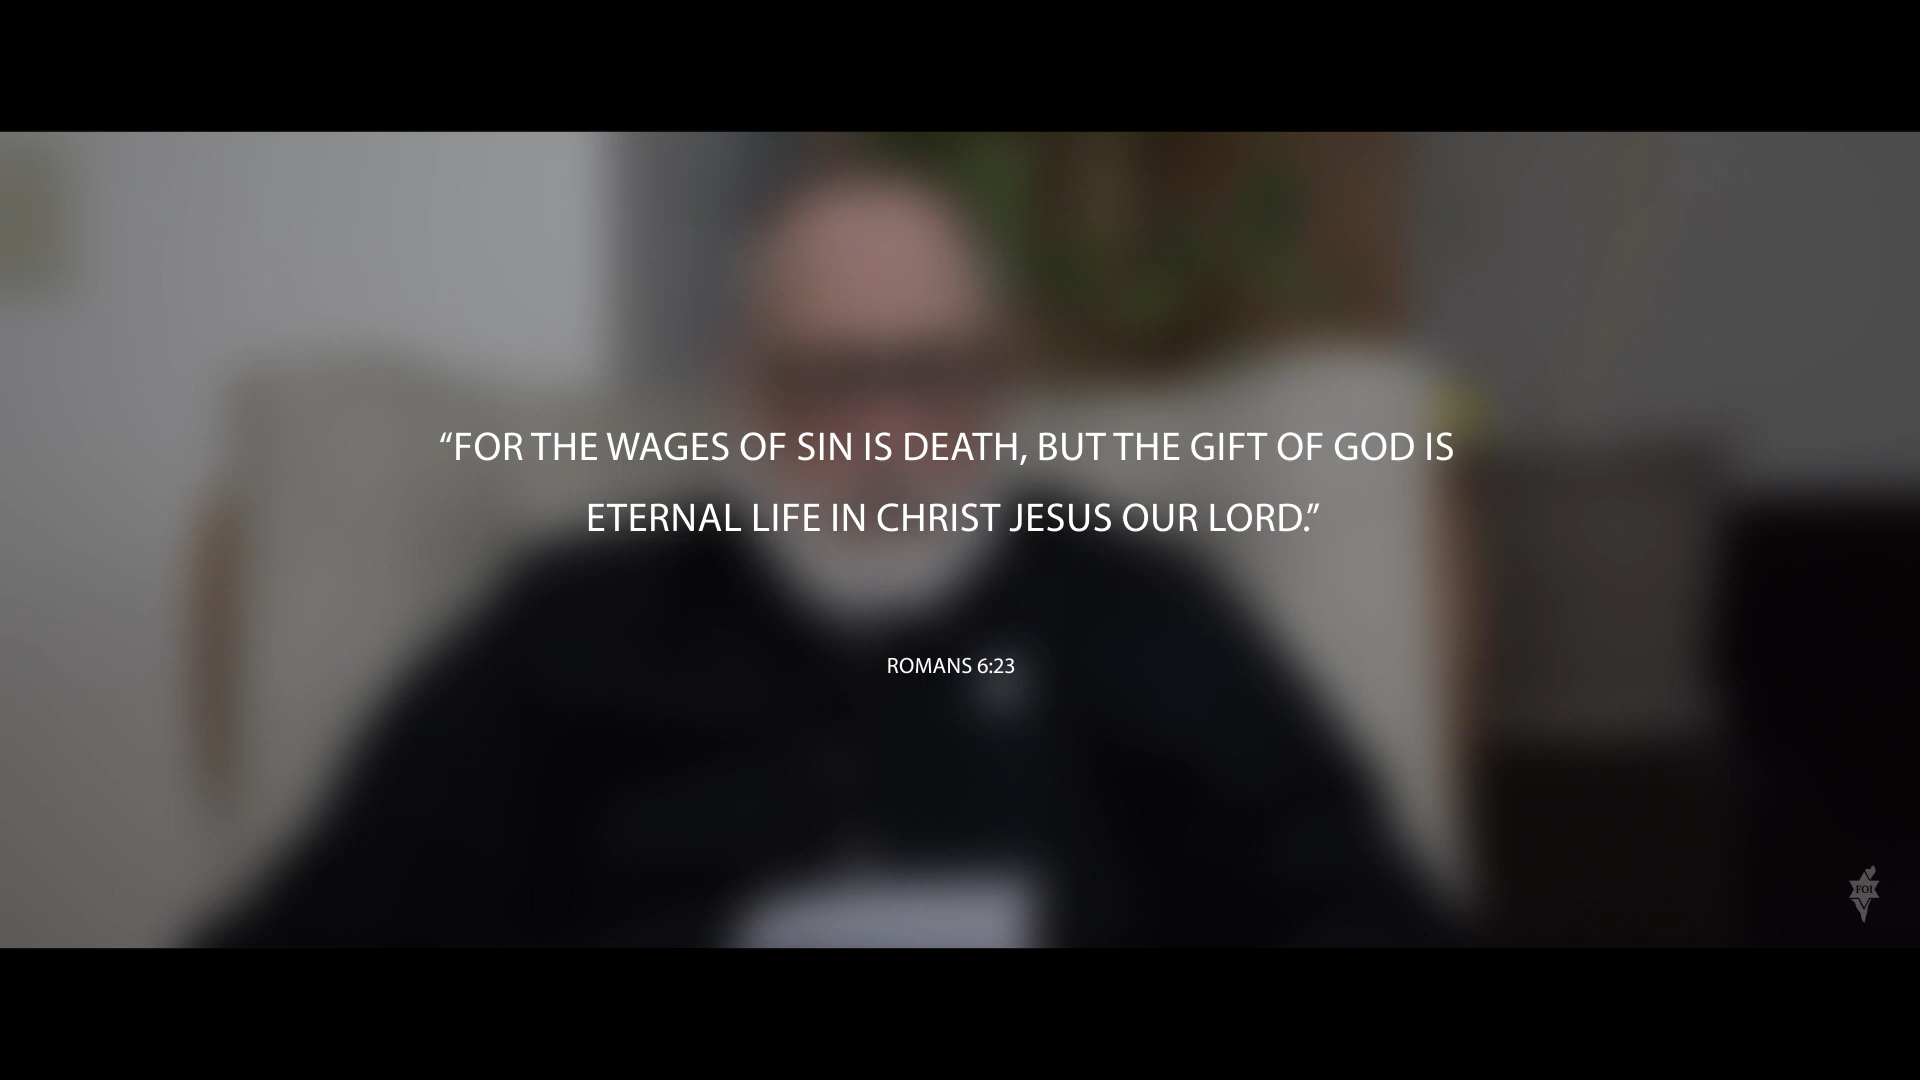 “FOR THE WAGES OF SIN IS DEATH, BUT THE GIFT OF GOD IS
ETERNAL LIFE IN CHRIST JESUS OUR LORD.”
ROMANS 6:23
FOI